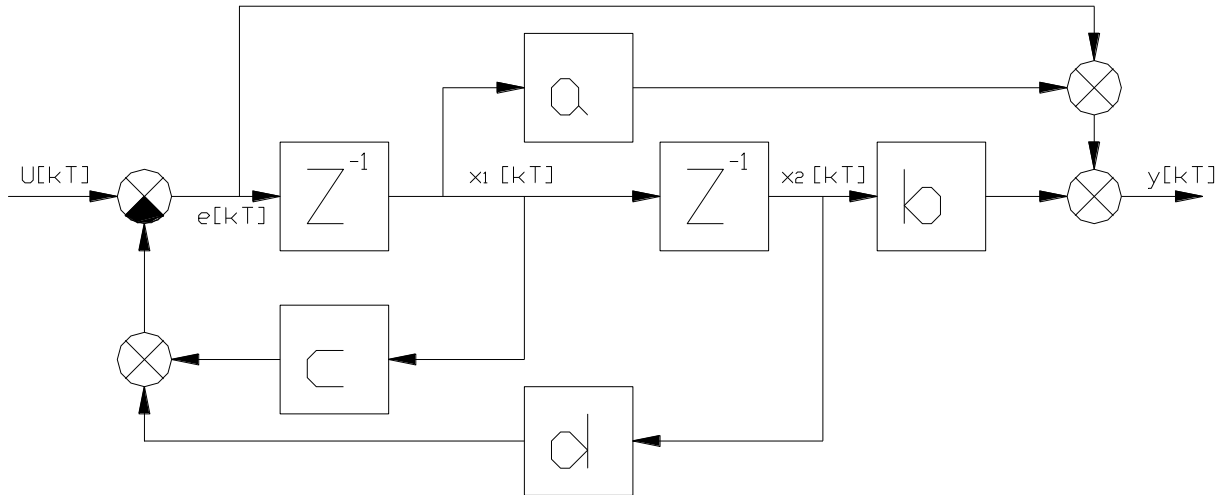 a
U[kT]
e[kT]
Z⁻¹
x1 [kT]
Z⁻¹
x2 [kT]
b
y[kT]
c
d